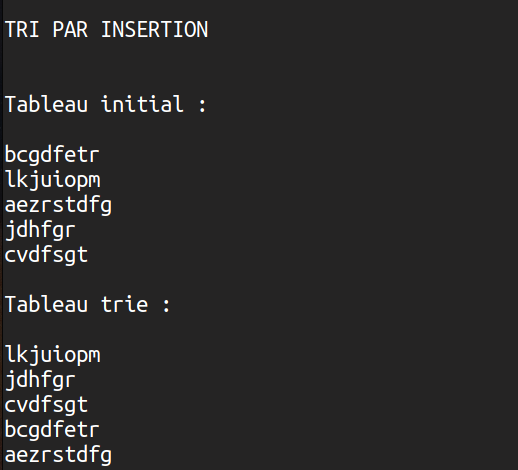 TRI PAR INSERTION
Tableau initial :
bcgdfetr
lkjuiopm
aezrstdfg
jdhfgr
cvdfsgt
Tableau trie :
lkjuiopm
jdhfgr
cvdfsgt
bcgdfetr
aezrstdfg